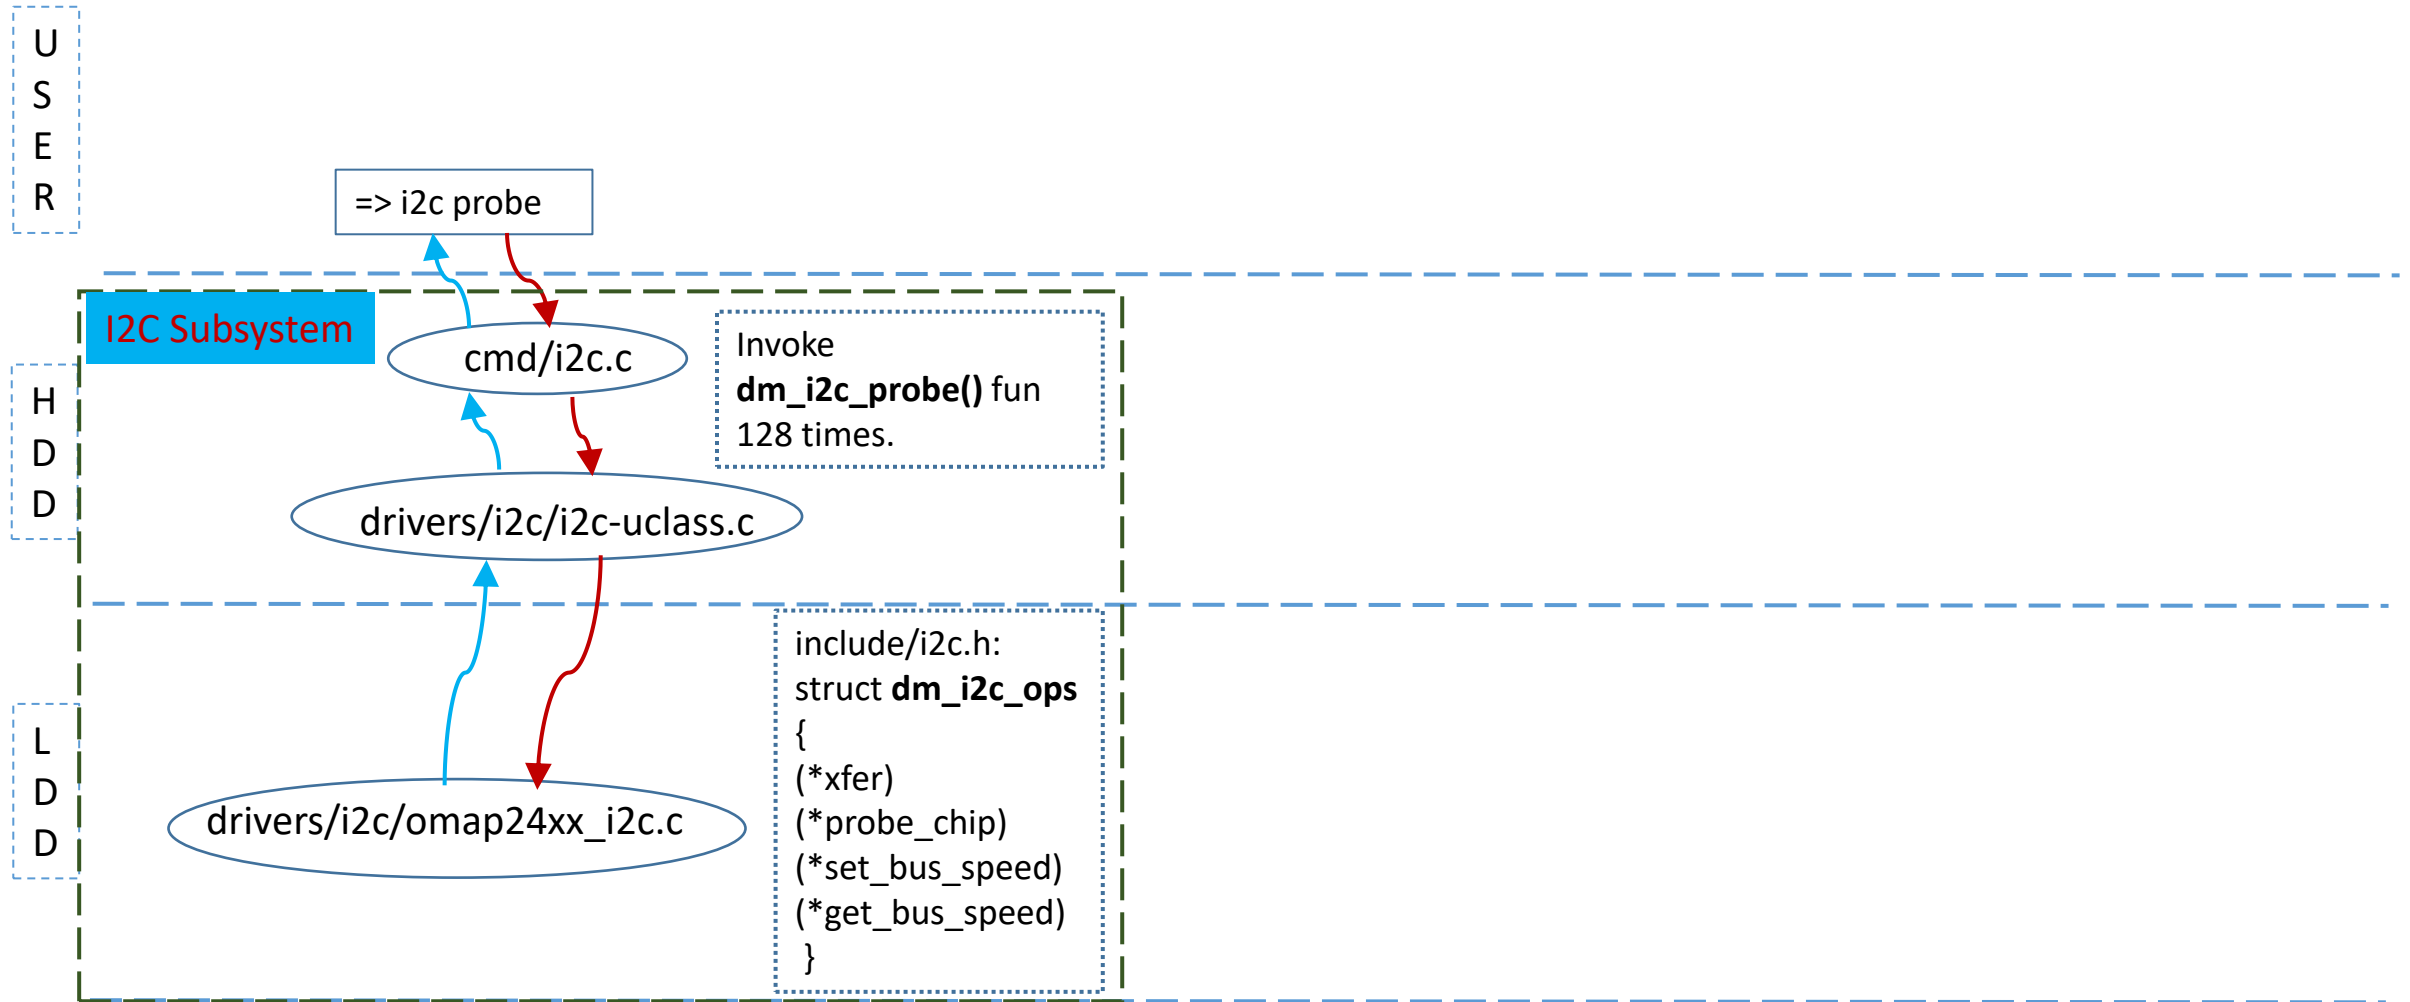 U
S
E
R
=> i2c probe
I2C Subsystem
cmd/i2c.c
Invoke
dm_i2c_probe() fun
128 times.
H
D
D
drivers/i2c/i2c-uclass.c
include/i2c.h:
struct dm_i2c_ops
{
(*xfer)
(*probe_chip)
(*set_bus_speed)
(*get_bus_speed)
}
L
D
D
drivers/i2c/omap24xx_i2c.c